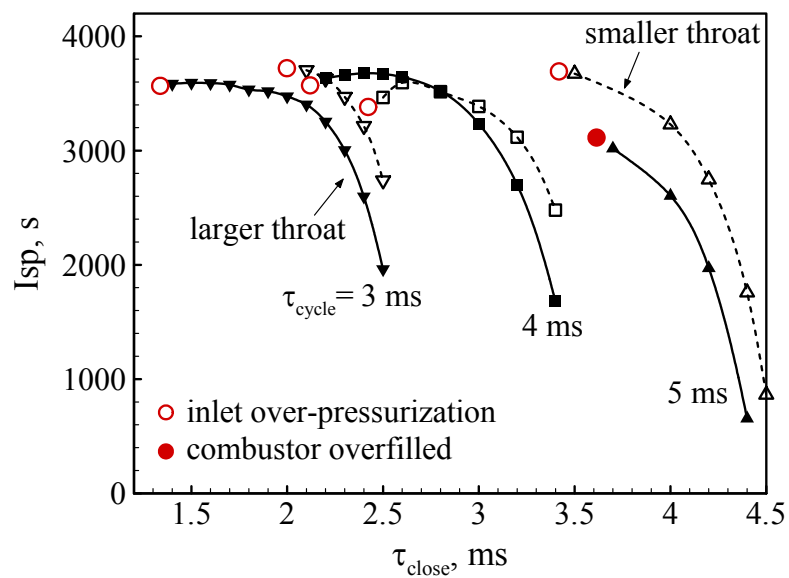 4000
3000
2000
1000
0
Isp, s
smaller throat
larger throat
τcycle= 3 ms
4 ms
5 ms
inlet over-pressurization
combustor overfilled
1.5 2 2.5 3 3.5 4 4.5
τclose, ms